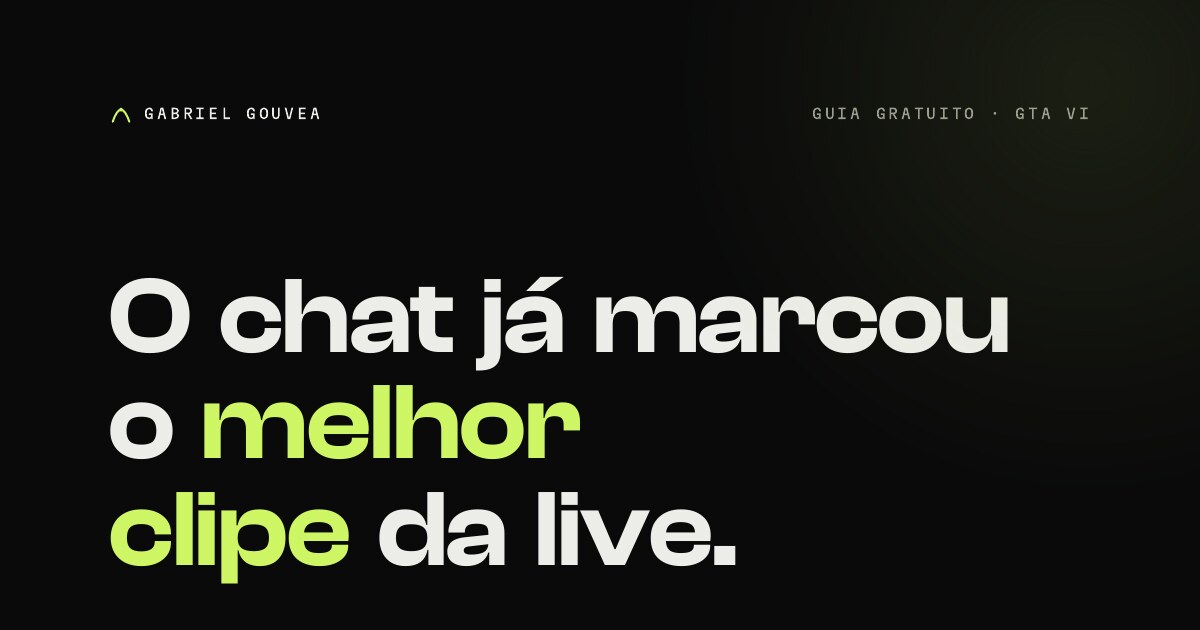 GABRIEL GOUVEA
GUIA GRATUITO · GTA VI
O chat já marcou
o melhor
clipe da live.